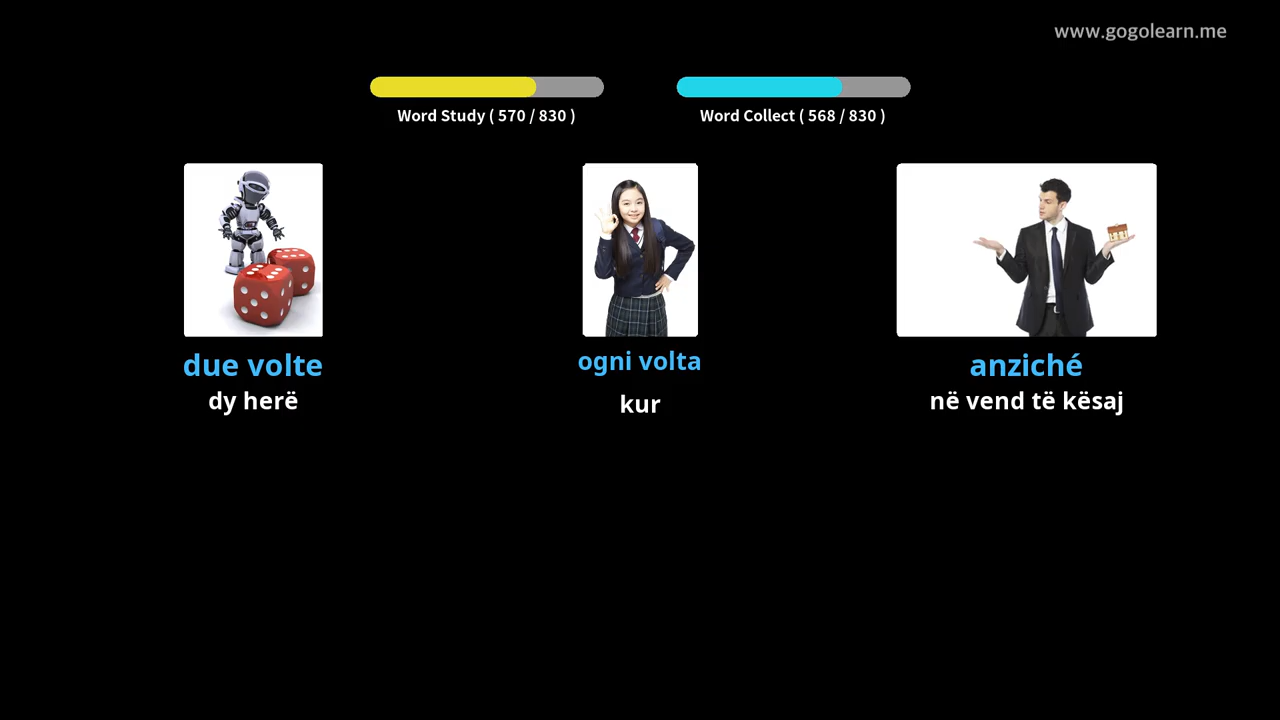 www.gogolearn.me
Word Study ( 570 / 830 )
Word Collect ( 568 / 830 )
due volte
dy herë
ogni volta
kur
anziché
në vend të kësaj